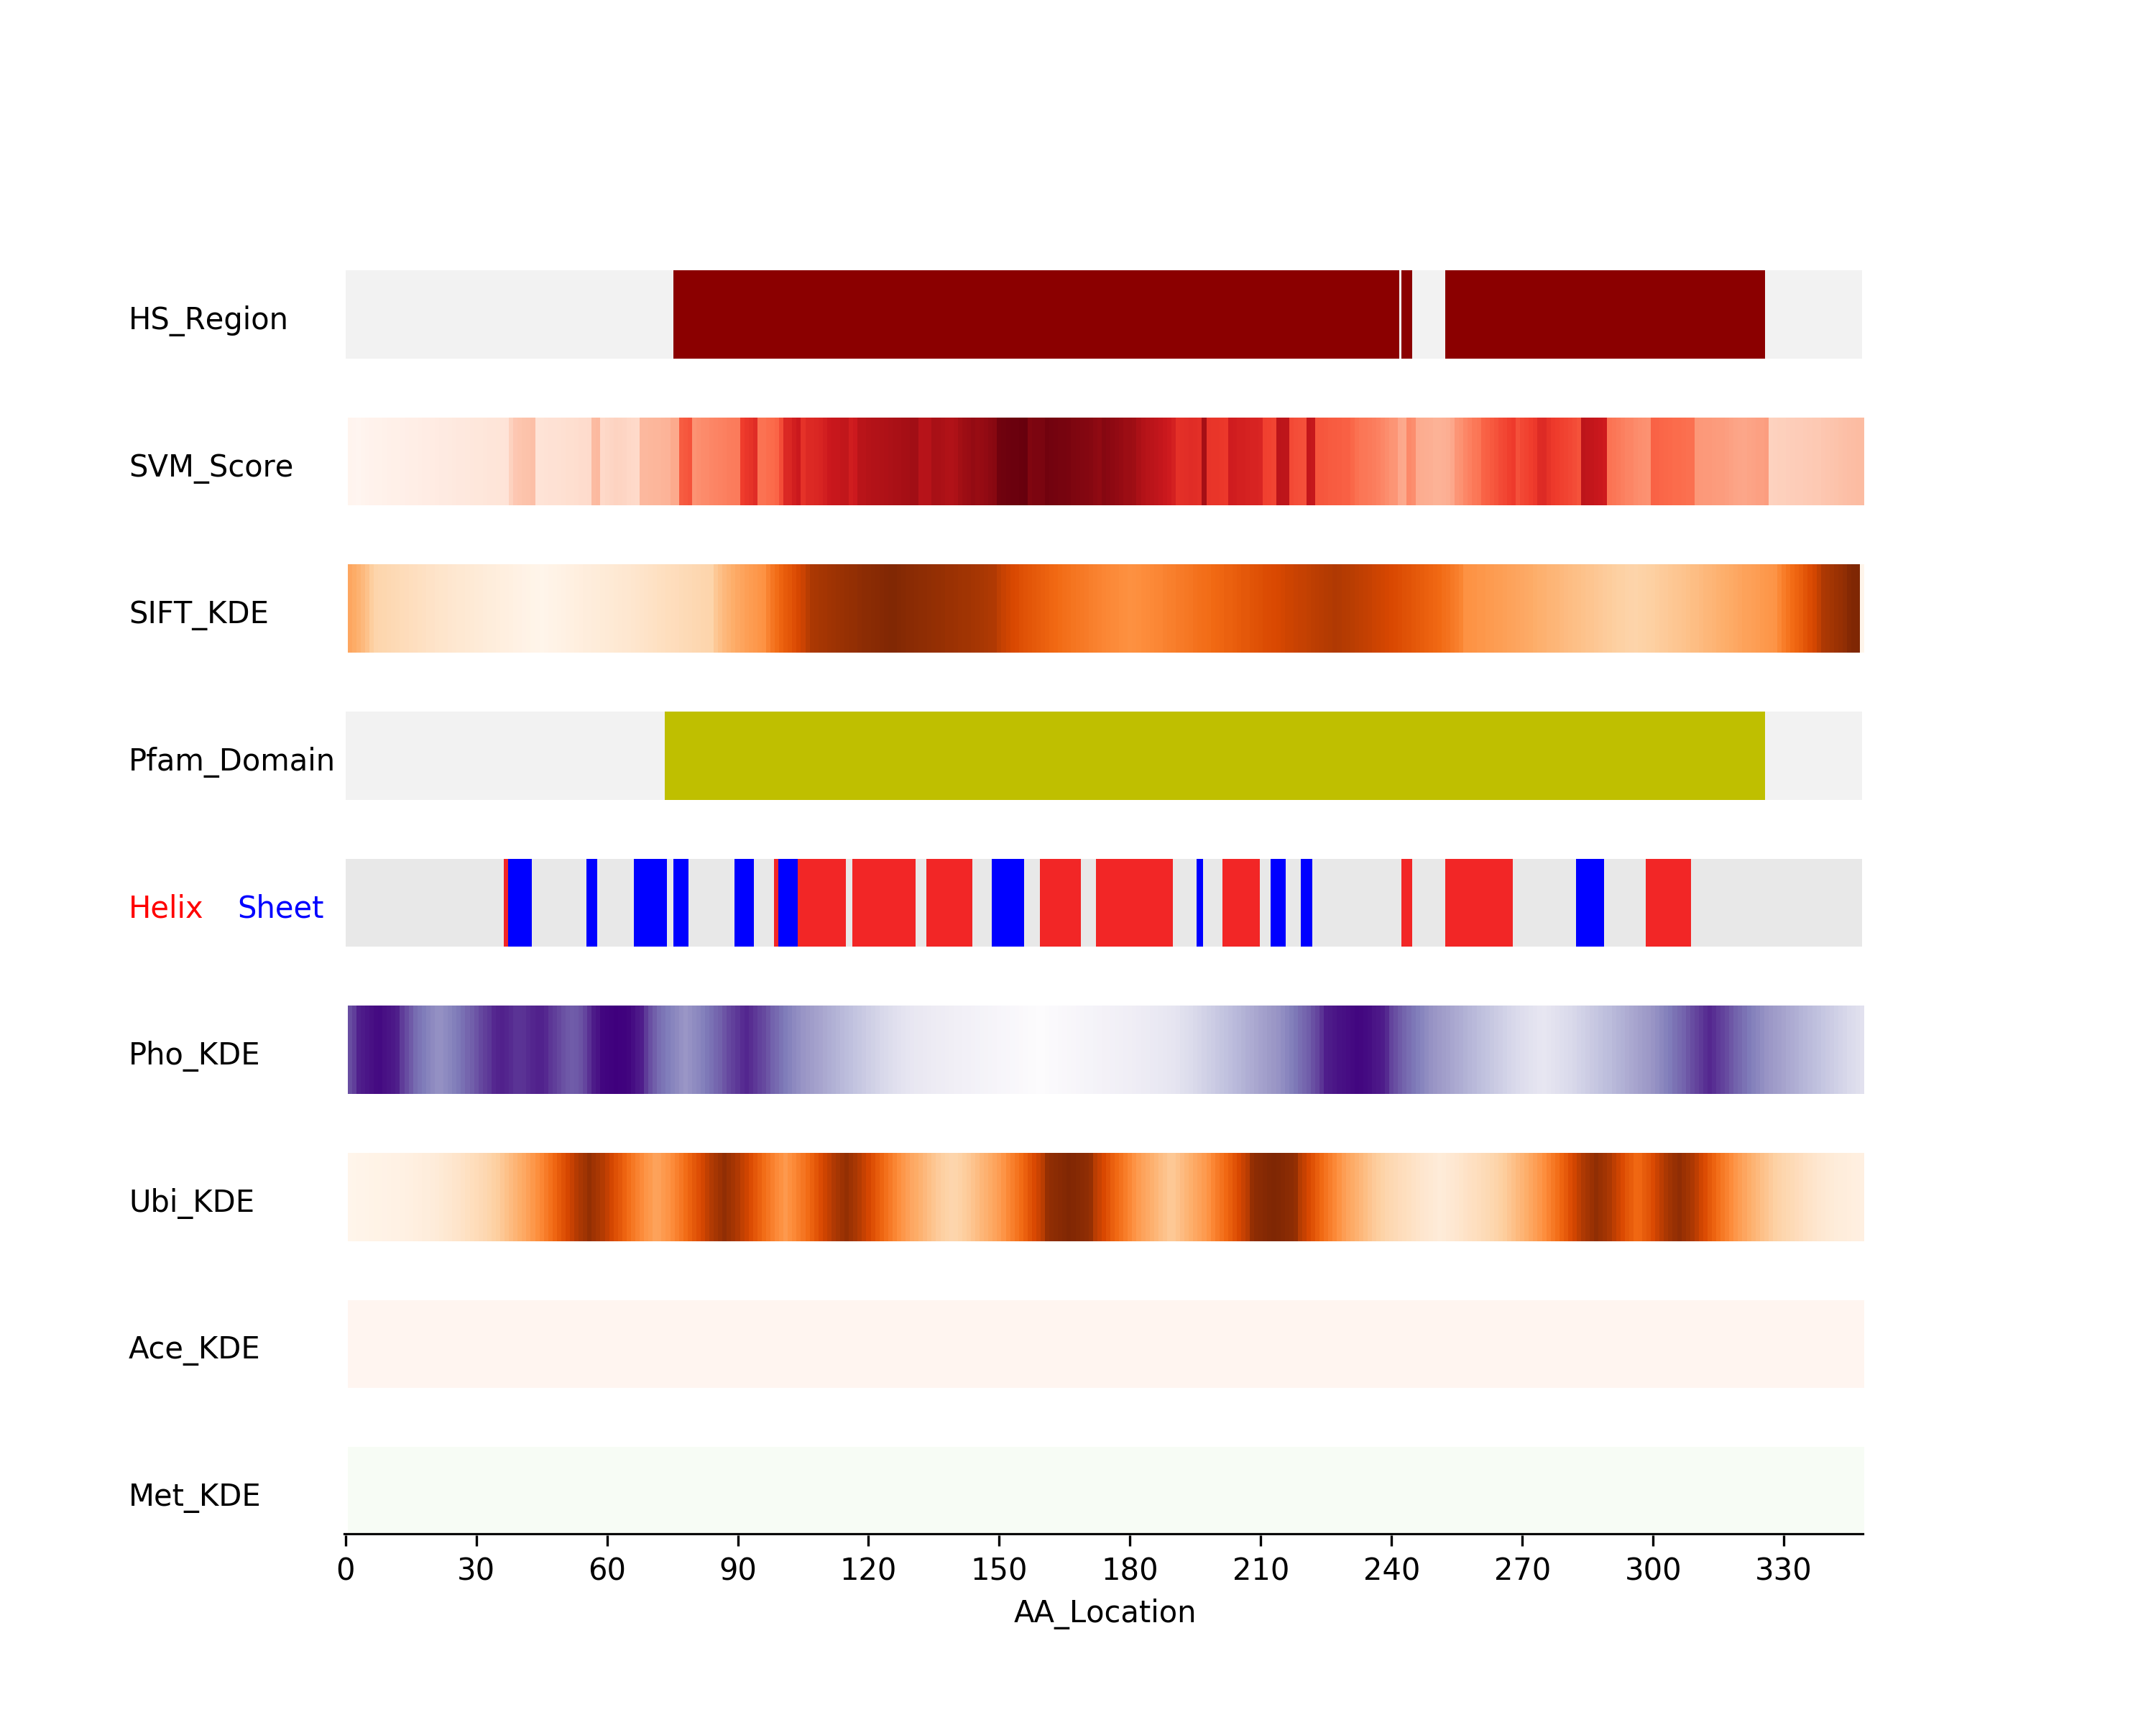 HS_Region
SVM_Score
SIFT_KDE
Pfam_Domain
Helix Sheet
Pho_KDE
Ubi_KDE
Ace_KDE
Met_KDE
0 30 60 90 120 150 180 210 240 270 300 330
AA_Location